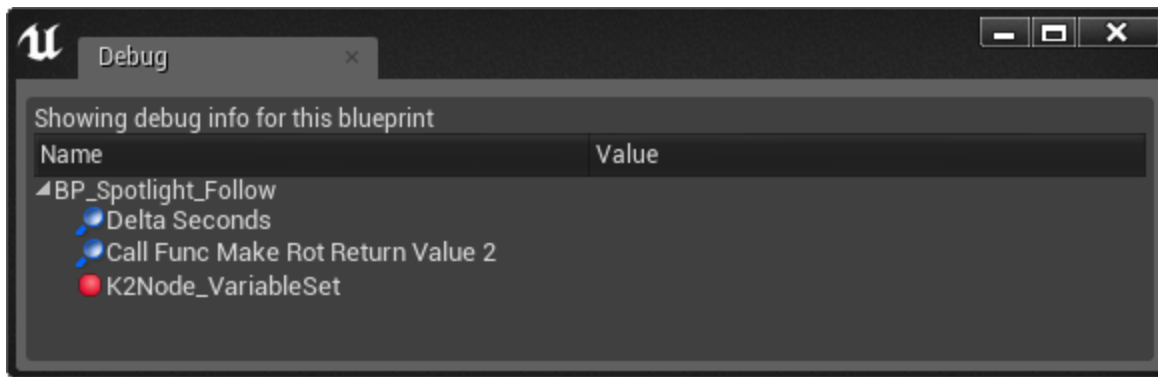 Debug
Showing debug info for this blueprint
Name Value
BP_Spotlight_Follow
Delta Seconds
Call Func Make Rot Return Value 2
K2Node_VariableSet